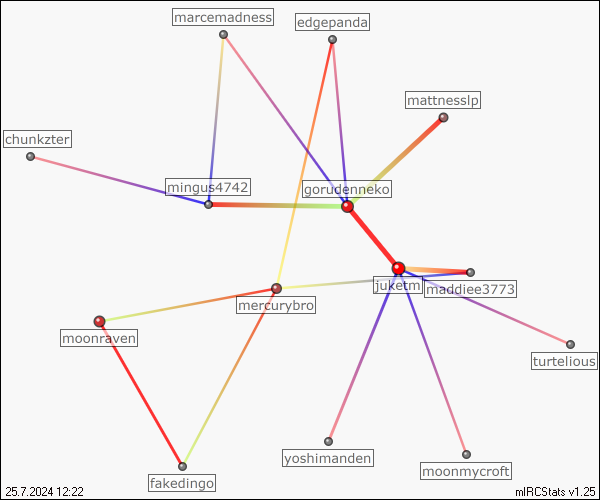 marcemadness
edgepanda
mattnesslp
chunkzter
mingus4742
gorudenneko
juketm
maddiee3773
mercurybro
moonraven
turtelious
yoshimanden
moonmycroft
fakedingo
25.7.2024 12:22
mIRCStats v1.25